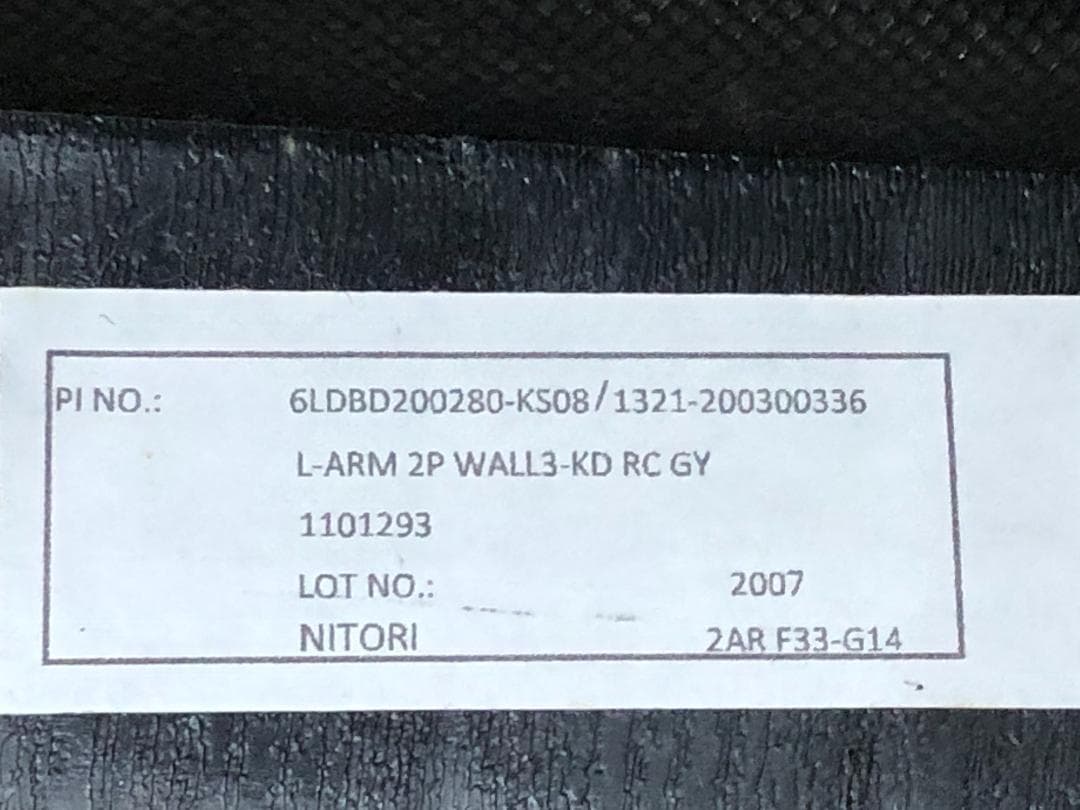 PI NO.: 6LDBD200280-KS08/1321-200300336
L-ARM 2P WALL3-KD RC GY
1101293
LOT NO.: 2007
NITORI 2AR F33-G14